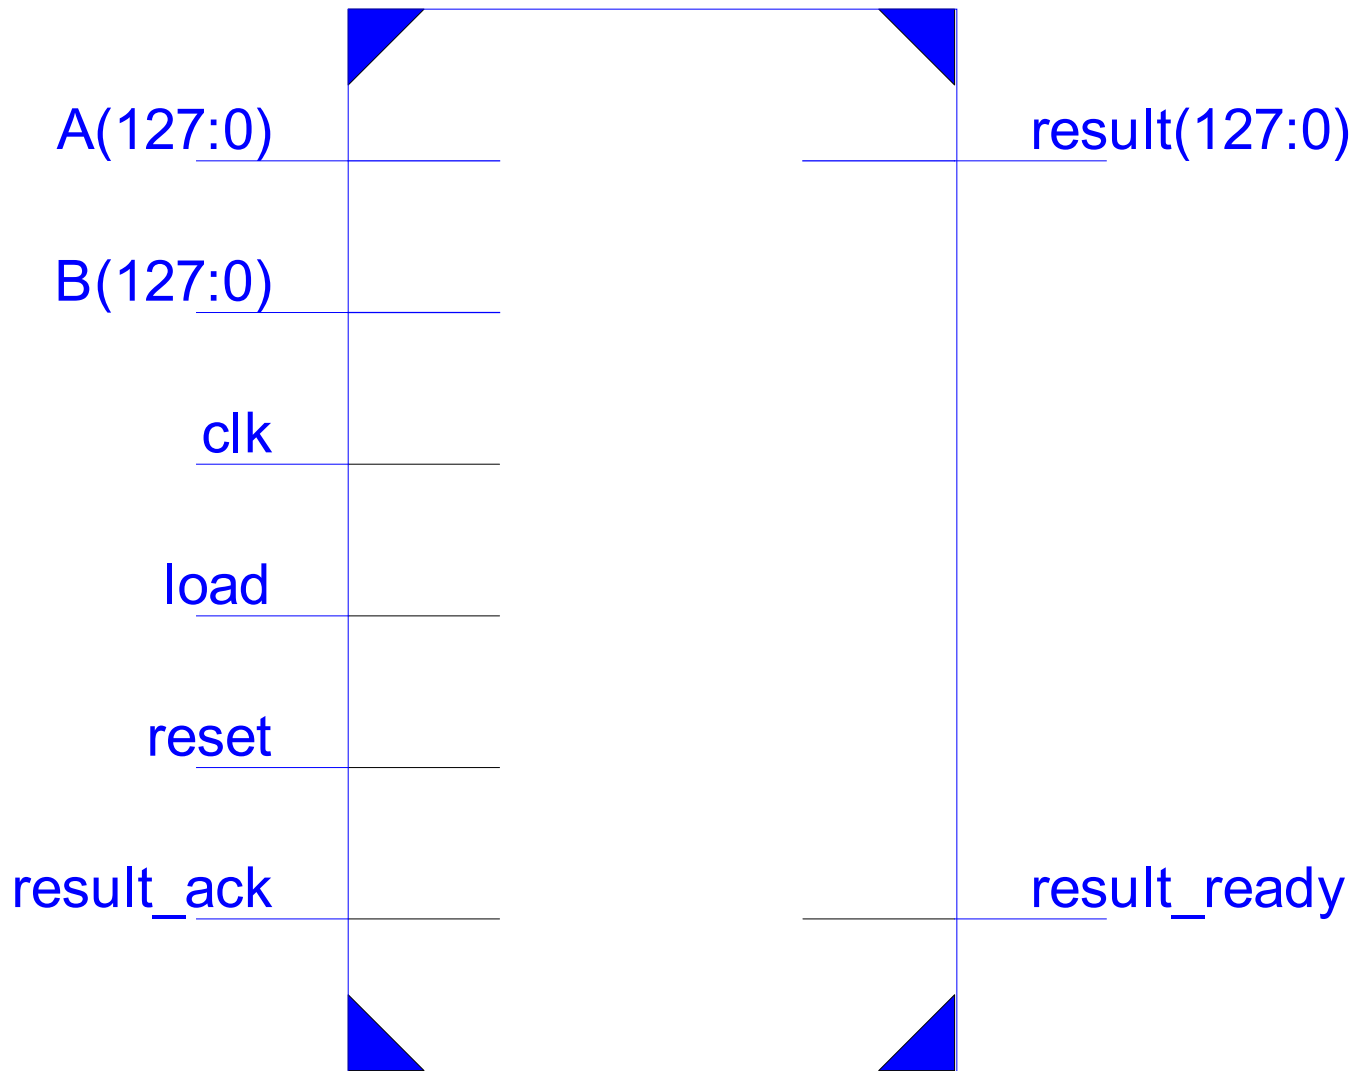 A(127:0)
result(127:0)
B(127:0)
clk
load
reset
result_ack
result_ready